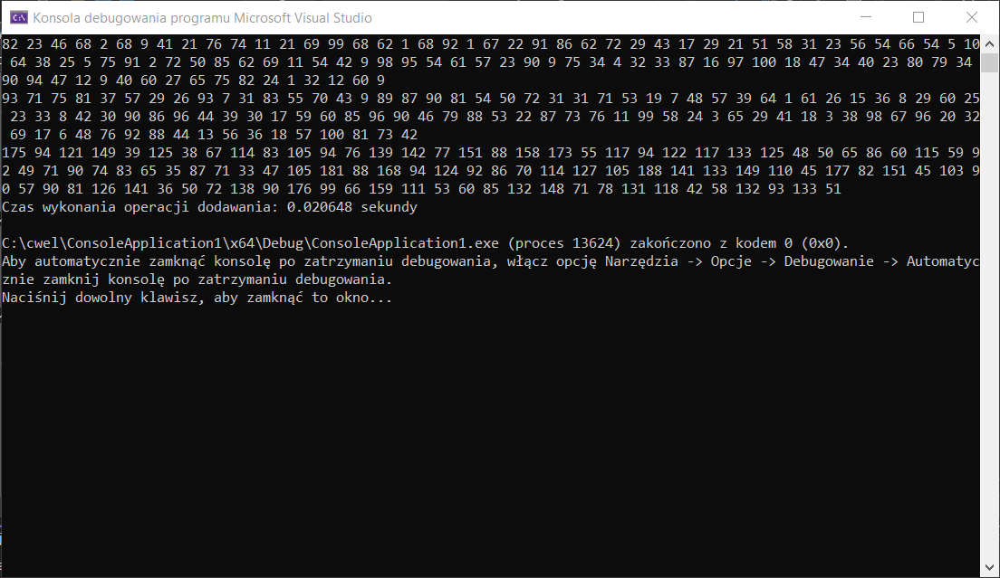 Konsola debugowania programu Microsoft Visual Studio
82 23 46 68 2 68 9 41 21 76 74 11 21 69 99 68 62 1 68 92 1 67 22 91 86 62 72 29 43 17 29 21 51 58 31 23 56 54 66 54 5 10
64 38 25 5 75 91 2 72 50 85 62 69 11 54 42 9 98 95 54 61 57 23 90 9 75 34 4 32 33 87 16 97 100 18 47 34 40 23 80 79 34
90 94 47 12 9 40 60 27 65 75 82 24 1 32 12 60 9
93 71 75 81 37 57 29 26 93 7 31 83 55 70 43 9 89 87 90 81 54 50 72 31 31 71 53 19 7 48 57 39 64 1 61 26 15 36 8 29 60 25
23 33 8 42 30 90 86 96 44 39 30 17 59 60 85 96 90 46 79 88 53 22 87 73 76 11 99 58 24 3 65 29 41 18 3 38 98 67 96 20 32
69 17 6 48 76 92 88 44 13 56 36 18 57 100 81 73 42
175 94 121 149 39 125 38 67 114 83 105 94 76 139 142 77 151 88 158 173 55 117 94 122 117 133 125 48 50 65 86 60 115 59 9
2 49 71 90 74 83 65 35 87 71 33 47 105 181 88 168 94 124 92 86 70 114 127 105 188 141 133 149 110 45 177 82 151 45 103 9
0 57 90 81 126 141 36 50 72 138 90 176 99 66 159 111 53 60 85 132 148 71 78 131 118 42 58 132 93 133 51
Czas wykonania operacji dodawania: 0.020648 sekundy
C:\cwel\ConsoleApplication1\x64\Debug\ConsoleApplication1.exe (proces 13624) zakończono z kodem 0 (0x0).
Aby automatycznie zamknąć konsolę po zatrzymaniu debugowania, włącz opcję Narzędzia -> Opcje -> Debugowanie -> Automatyc
znie zamknij konsolę po zatrzymaniu debugowania.
Naciśnij dowolny klawisz, aby zamknąć to okno...